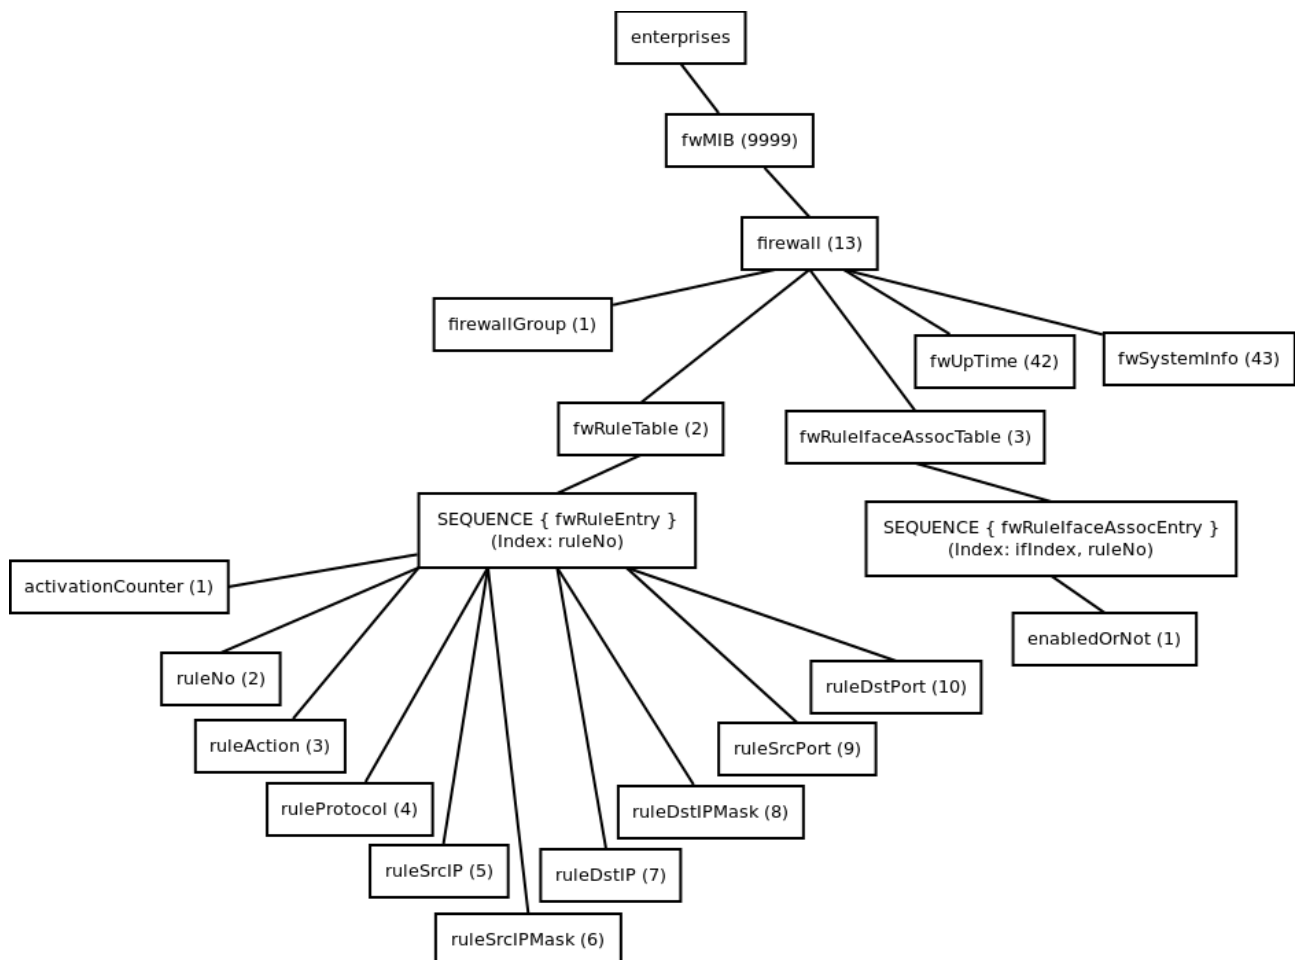 enterprises
fwMIB (9999)
firewall (13)
firewallGroup (1)
fwUpTime (42)
fwSystemInfo (43)
fwRuleTable (2)
fwRuleIfaceAssocTable (3)
SEQUENCE { fwRuleEntry }
(Index: ruleNo)
SEQUENCE { fwRuleIfaceAssocEntry }
(Index: ifIndex, ruleNo)
activationCounter (1)
enabledOrNot (1)
ruleNo (2)
ruleDstPort (10)
ruleAction (3)
ruleSrcPort (9)
ruleProtocol (4)
ruleDstIPMask (8)
ruleSrcIP (5)
ruleDstIP (7)
ruleSrcIPMask (6)